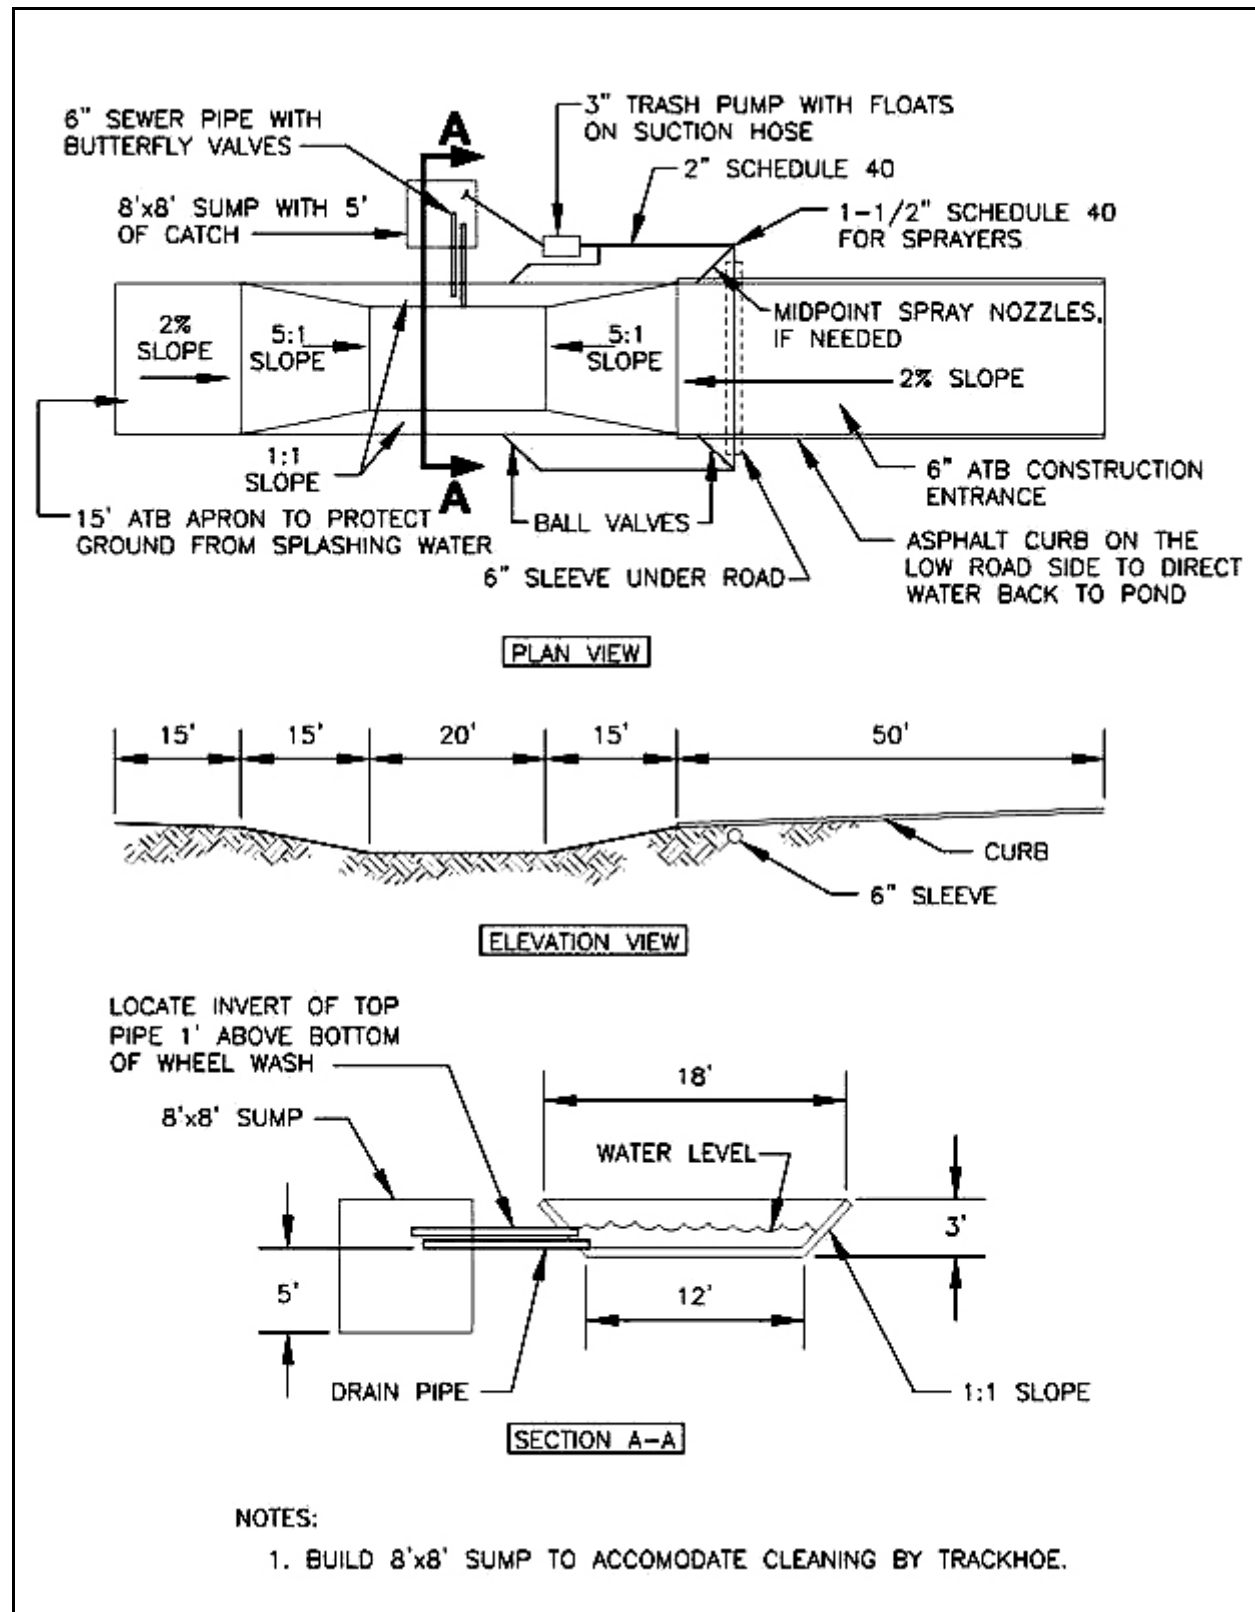 6" SEWER PIPE WITH
BUTTERFLY VALVES
A
3" TRASH PUMP WITH FLOATS
ON SUCTION HOSE
2" SCHEDULE 40
8'x8' SUMP WITH 5'
OF CATCH
1-1/2" SCHEDULE 40
FOR SPRAYERS
2%
SLOPE
5:1
SLOPE
5:1
SLOPE
MIDPOINT SPRAY NOZZLES,
IF NEEDED
2% SLOPE
1:1
SLOPE
A
15' ATB APRON TO PROTECT
GROUND FROM SPLASHING WATER
BALL VALVES
6" SLEEVE UNDER ROAD
6" ATB CONSTRUCTION
ENTRANCE
ASPHALT CURB ON THE
LOW ROAD SIDE TO DIRECT
WATER BACK TO POND
PLAN VIEW
15' 15' 20' 15' 50'
CURB
6" SLEEVE
ELEVATION VIEW
LOCATE INVERT OF TOP
PIPE 1' ABOVE BOTTOM
OF WHEEL WASH
8'x8' SUMP
18'
WATER LEVEL
3'
5'
12'
DRAIN PIPE
1:1 SLOPE
SECTION A-A
NOTES:
1. BUILD 8'x8' SUMP TO ACCOMODATE CLEANING BY TRACKHOE.